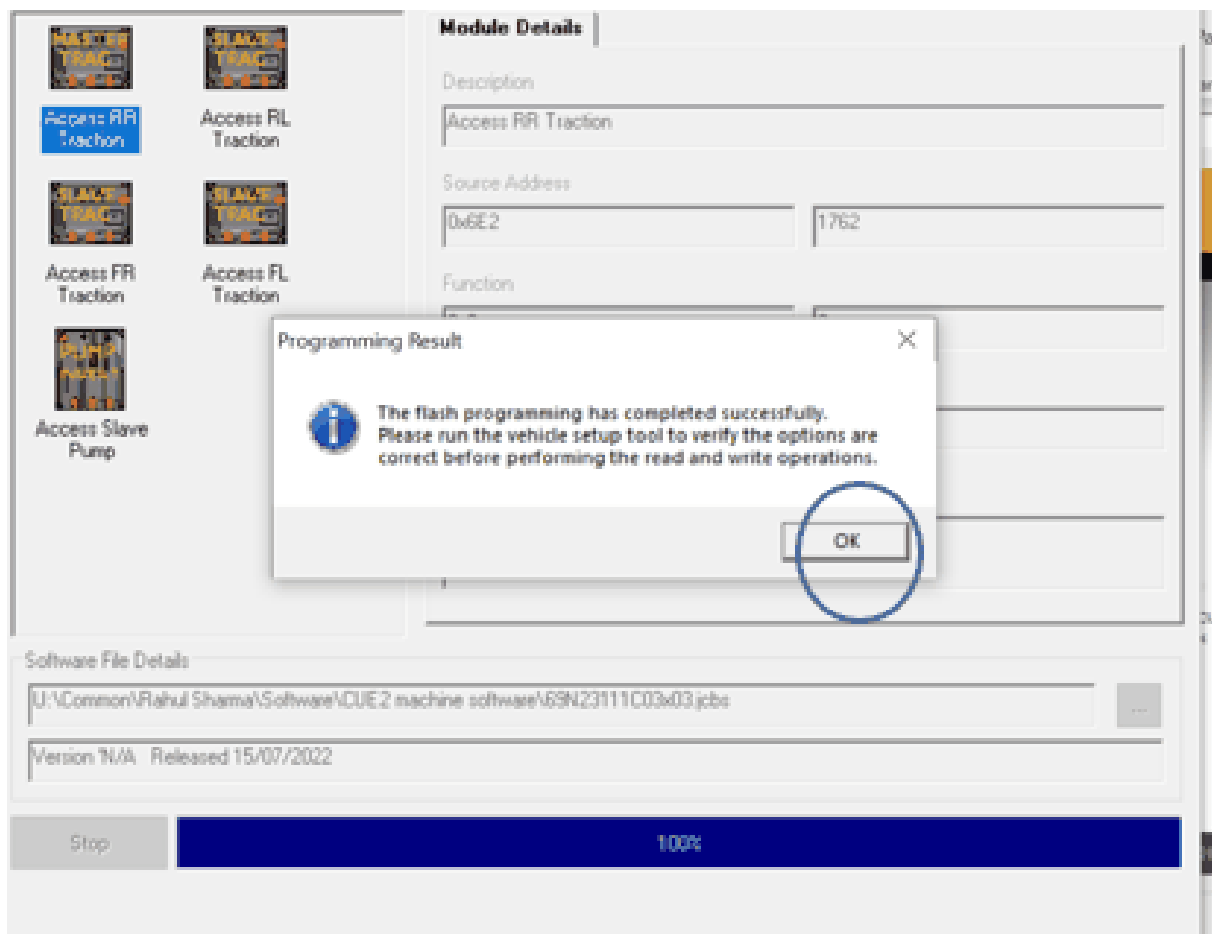 MASTER
TRAC
Access RR
Traction
SLAVE
TRAC
Access RL
Traction
SLAVE
TRAC
Access FR
Traction
SLAVE
TRAC
Access FL
Traction
PUMP
Access Slave
Pump
Module Details
Description
Access RR Traction
Source Address
0x6E2
1762
Function
Programming Result
The flash programming has completed successfully.
Please run the vehicle setup tool to verify the options are
correct before performing the read and write operations.
OK
Software File Details
U:\Common\Rahul Sharma\Software\CUE2 machine software\69N23111C03x03.jcbs
...
Version 'N/A Released 15/07/2022
Stop
100%